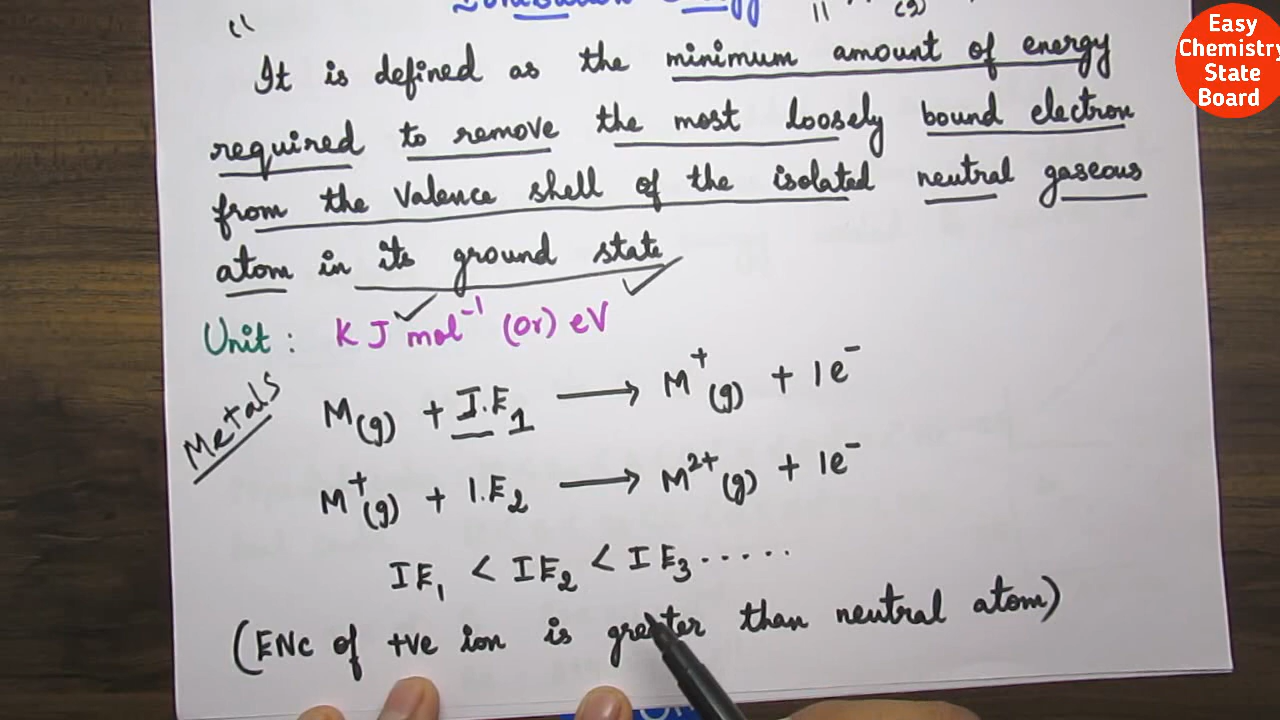 Ionisation Energy
"
It is defined as the minimum amount of energy
required to remove the most loosely bound electron
from the valence shell of the isolated neutral gaseous
atom in its ground state
Unit: KJ mol⁻¹ (or) eV
Metals
M(g) + I.E₁ ⟶ M⁺(g) + 1e⁻
M⁺(g) + I.E₂ ⟶ M²⁺(g) + 1e⁻
IE₁ < IE₂ < IE₃ .....
(ENC of +ve ion is greater than neutral atom)
Easy
Chemistry
State
Board